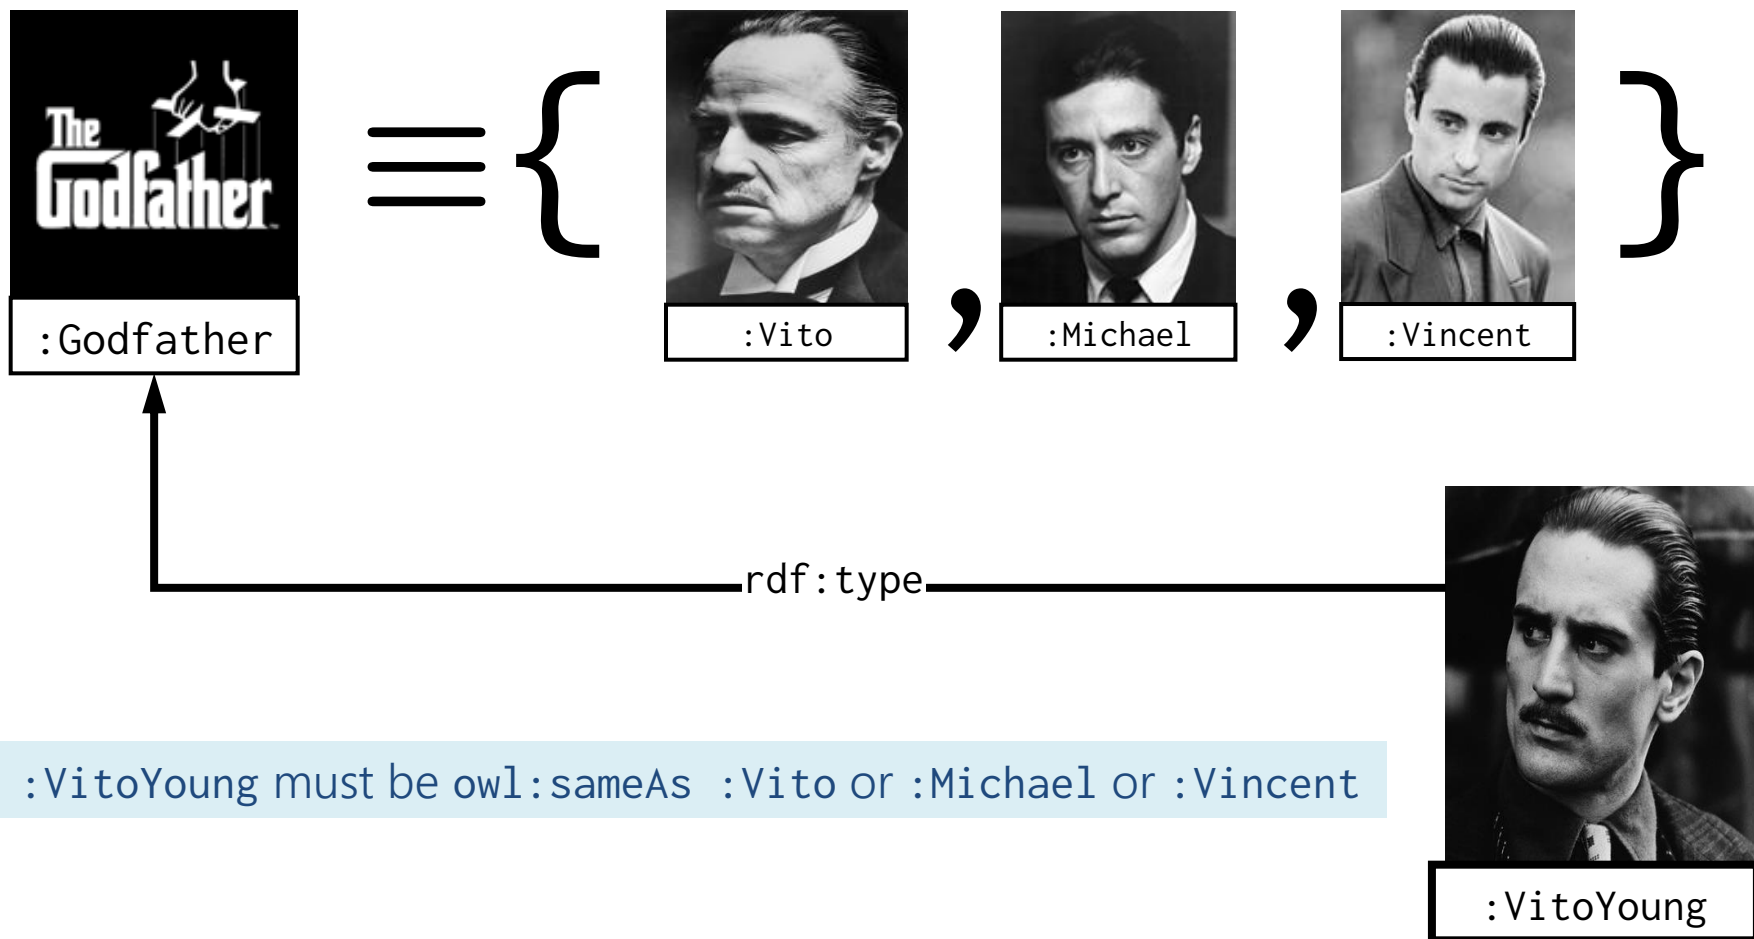 The
Godfather
≡ { , , }
:Godfather
:Vito
:Michael
:Vincent
rdf:type
:VitoYoung must be owl:sameAs :Vito or :Michael or :Vincent
:VitoYoung